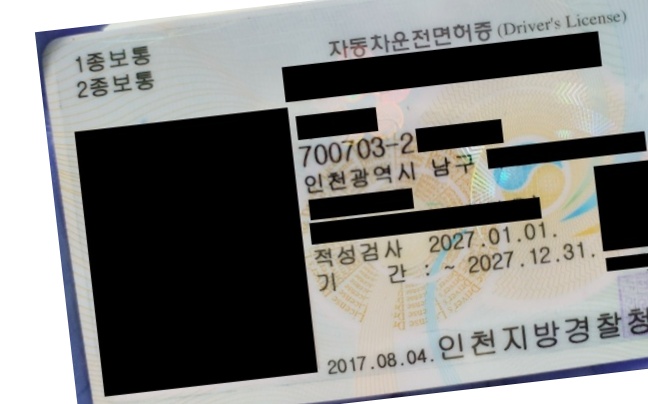 1종보통
2종보통
자동차운전면허증 (Driver's License)
700703-2
인천광역시 남구
적성검사 2027.01.01.
기 간 : ~ 2027.12.31.
2017.08.04. 인천지방경찰청